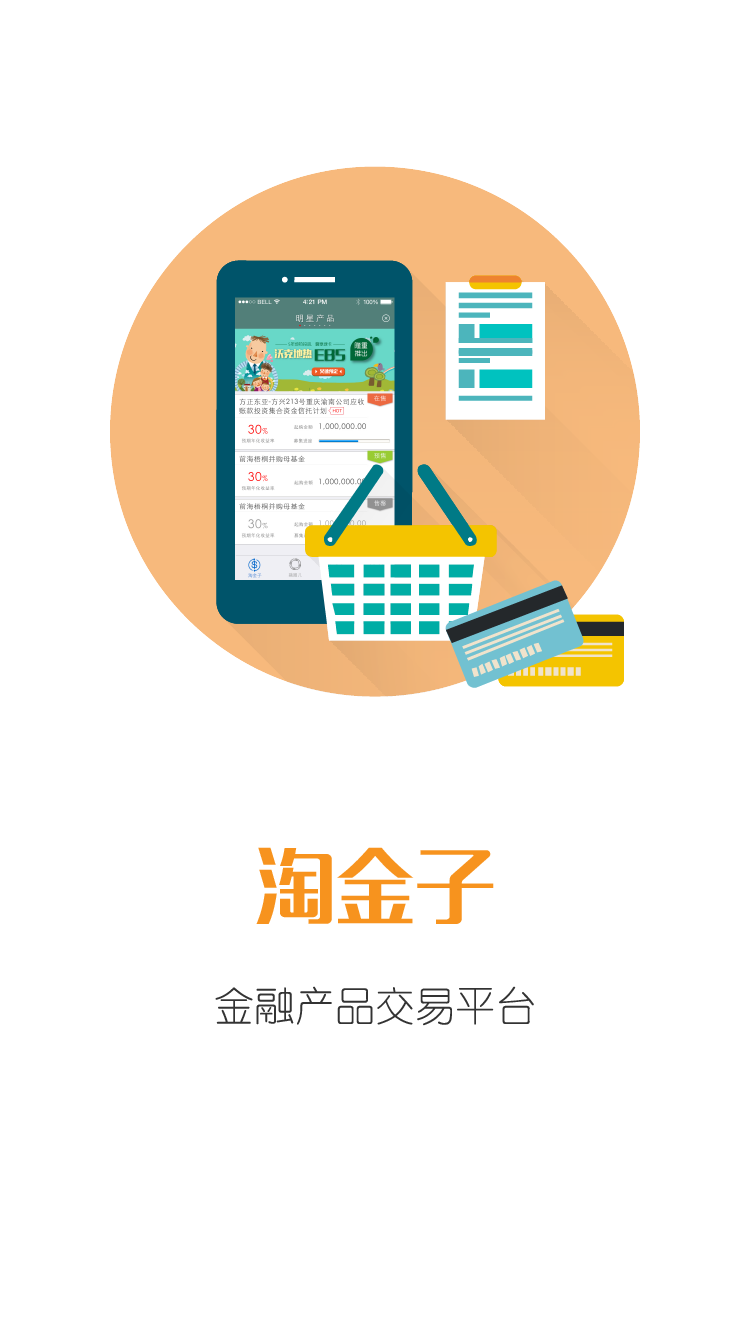 BELL 4:21 PM 100%
明星产品
沃克地热 EB5 隆重
推出
方正东亚-方兴213号重庆渝南公司应收 在售
账款投资集合资金信托计划 HOT
30% 起购金额 1,000,000.00
预期年化收益率 募集进度
前海梧桐并购母基金 预售
30% 起购金额 1,000,000.0
预期年化收益率
前海梧桐并购母基金 售罄
30% 起购金额 1,000,000.00
预期年化收益率
淘金子
淘金子
金融产品交易平台